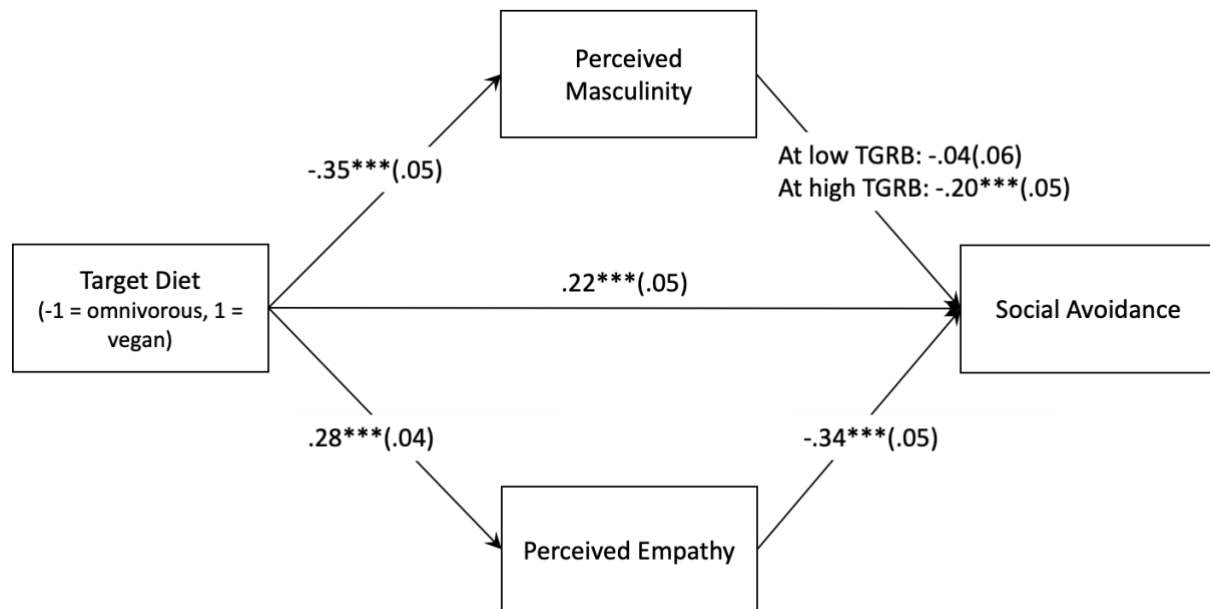 Perceived
Masculinity
-.35***(.05)
At low TGRB: -.04(.06)
At high TGRB: -.20***(.05)
Target Diet
(-1 = omnivorous, 1 =
vegan)
.22***(.05)
Social Avoidance
.28***(.04)
-.34***(.05)
Perceived Empathy